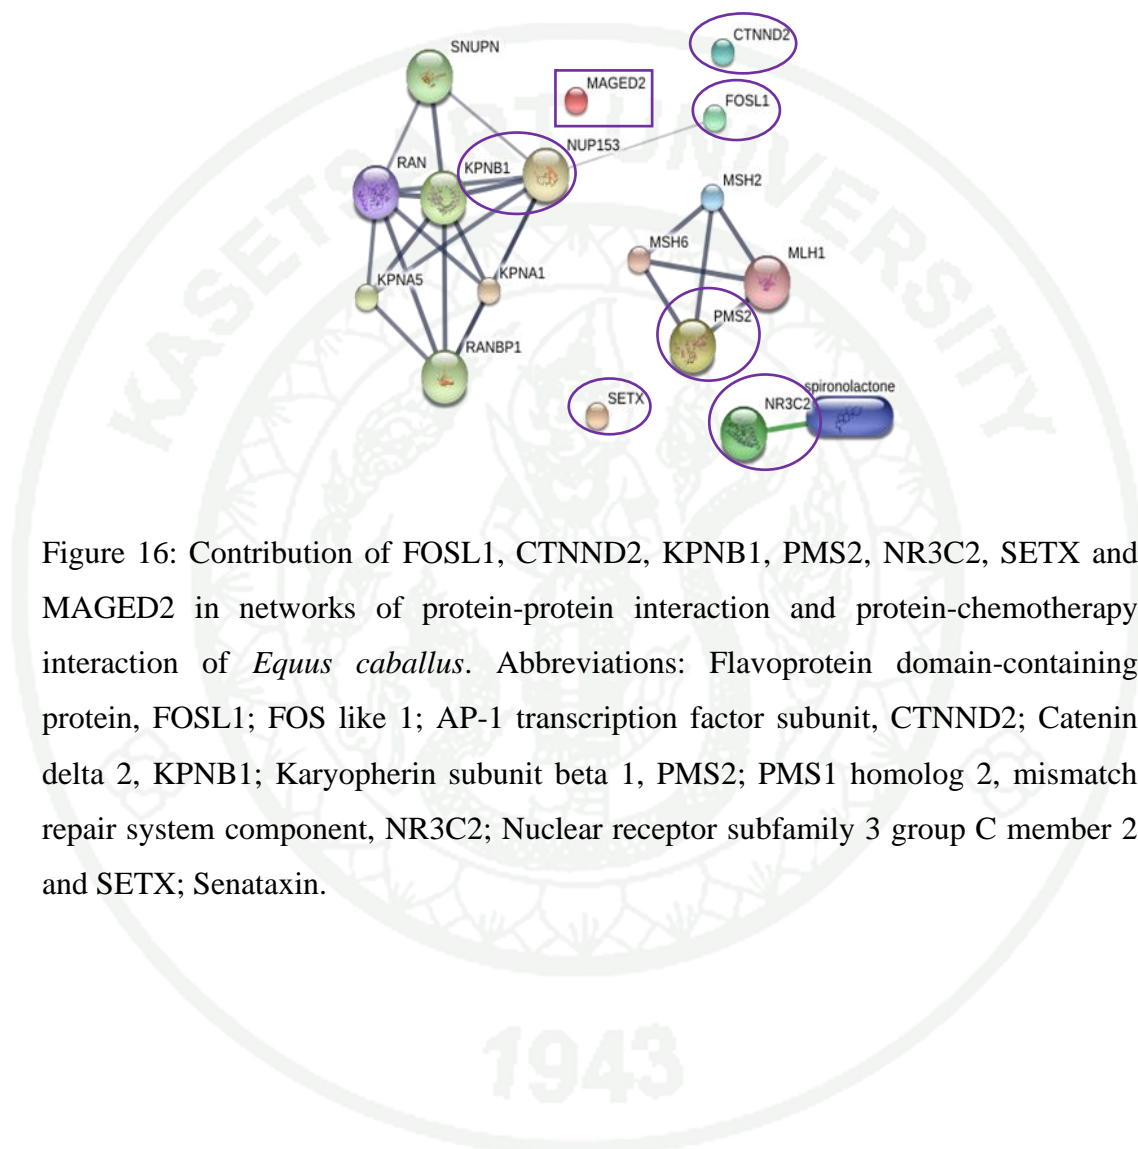 CTNND2
SNUPN
MAGED2
FOSL1
NUP153
RAN
KPNB1
MSH2
MSH6
MLH1
KPNA5
KPNA1
PMS2
RANBP1
spironolactone
SETX
NR3C2
Figure 16: Contribution of FOSL1, CTNND2, KPNB1, PMS2, NR3C2, SETX and
MAGED2 in networks of protein-protein interaction and protein-chemotherapy
interaction of Equus caballus. Abbreviations: Flavoprotein domain-containing
protein, FOSL1; FOS like 1; AP-1 transcription factor subunit, CTNND2; Catenin
delta 2, KPNB1; Karyopherin subunit beta 1, PMS2; PMS1 homolog 2, mismatch
repair system component, NR3C2; Nuclear receptor subfamily 3 group C member 2
and SETX; Senataxin.
KASETSART UNIVERSITY
1943